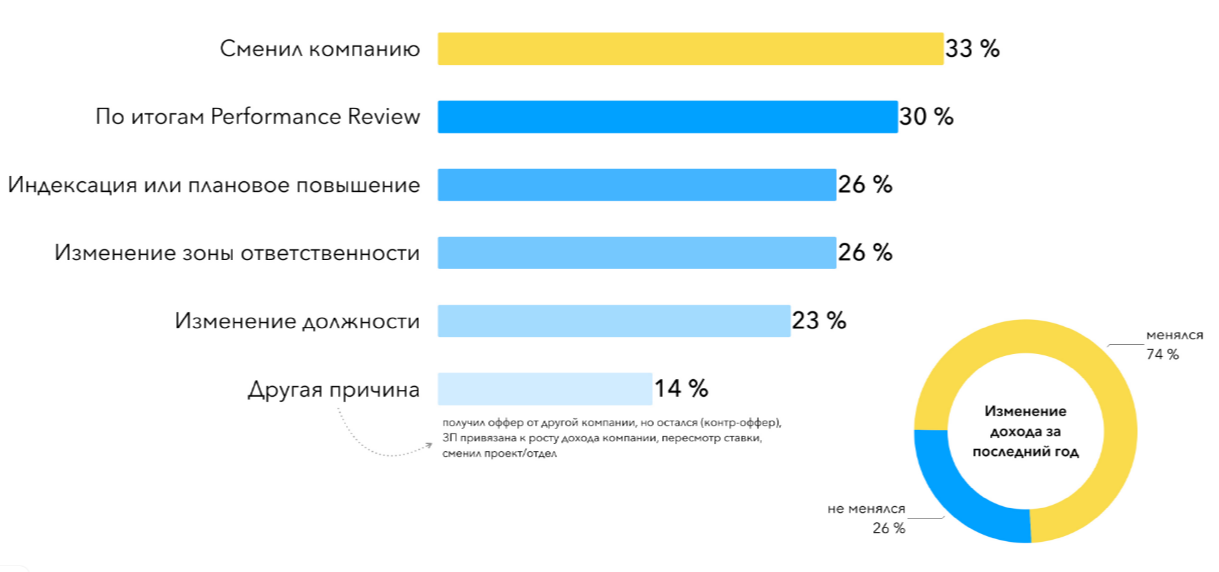 Сменил компанию
33 %
По итогам Performance Review
30 %
Индексация или плановое повышение
26 %
Изменение зоны ответственности
26 %
Изменение должности
23 %
Другая причина
14 %
получил оффер от другой компании, но остался (контр-оффер),
ЗП привязана к росту дохода компании, пересмотр ставки,
сменил проект/отдел
менялся
74 %
Изменение
дохода за
последний год
не менялся
26 %